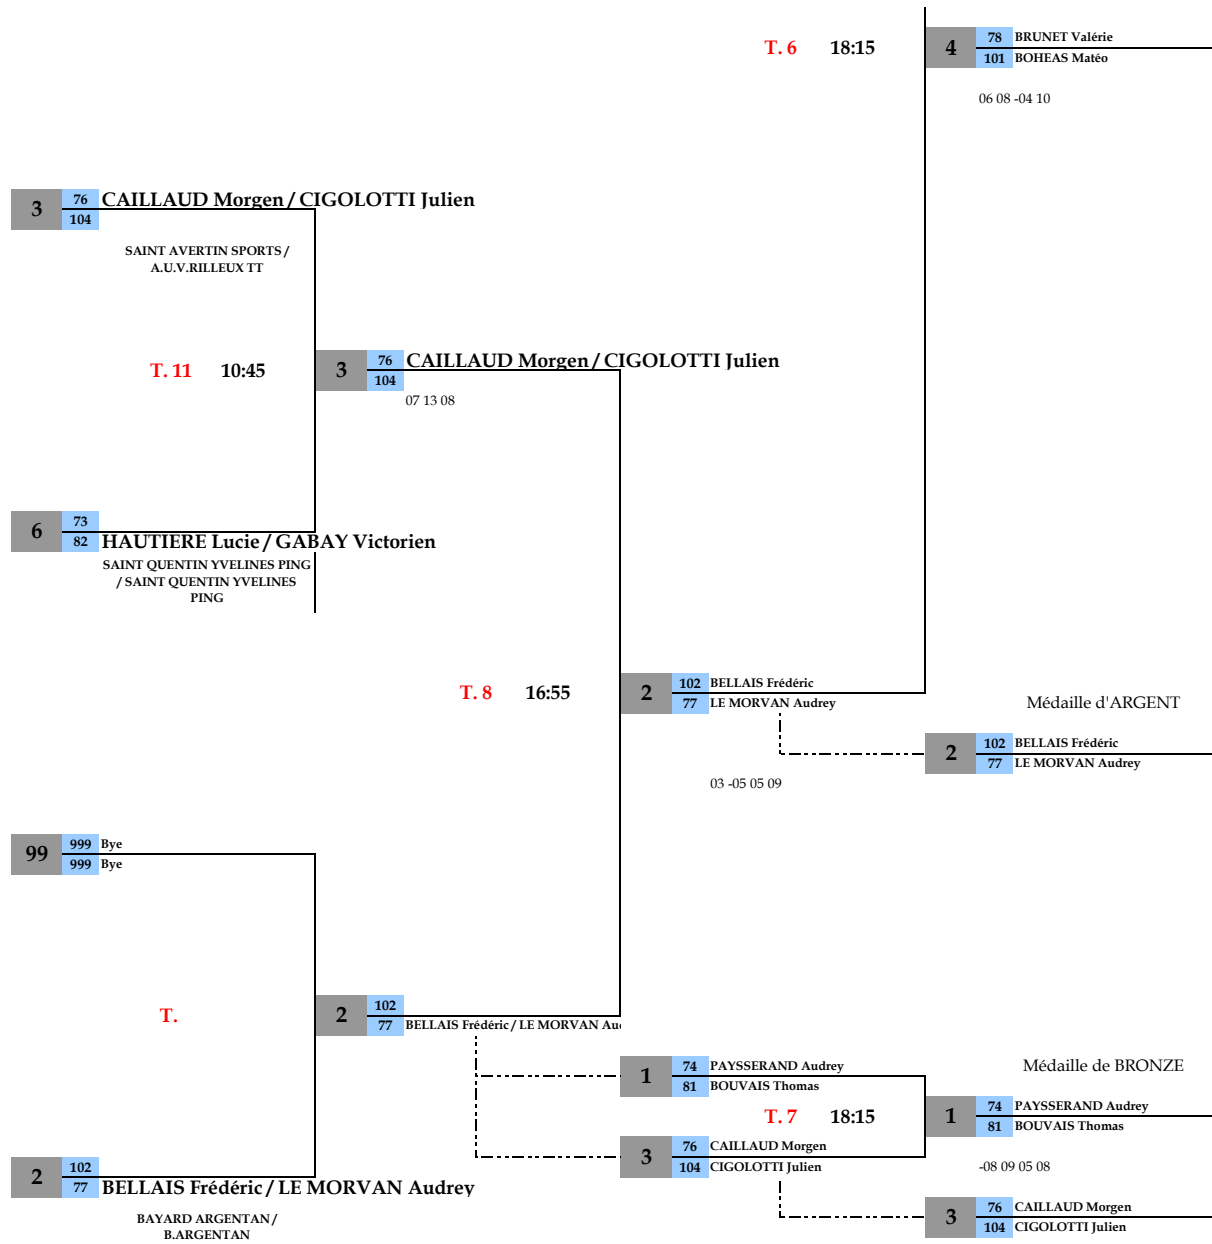 T. 6 18:15 4 78 BRUNET Valérie
101 BOHEAS Matéo
06 08 -04 10
3 76 CAILLAUD Morgen / CIGOLOTTI Julien
104
SAINT AVERTIN SPORTS /
A.U.V.RILLEUX TT
T. 11 10:45 3 76 CAILLAUD Morgen / CIGOLOTTI Julien
104
07 13 08
6 73
82 HAUTIERE Lucie / GABAY Victorien
SAINT QUENTIN YVELINES PING
/ SAINT QUENTIN YVELINES
PING
T. 8 16:55 2 102 BELLAIS Frédéric
77 LE MORVAN Audrey
Médaille d'ARGENT
2 102 BELLAIS Frédéric
77 LE MORVAN Audrey
03 -05 05 09
99 999 Bye
999 Bye
T. 2 102
77 BELLAIS Frédéric / LE MORVAN Au
1 74 PAYSSERAND Audrey
81 BOUVAIS Thomas
Médaille de BRONZE
T. 7 18:15 1 74 PAYSSERAND Audrey
81 BOUVAIS Thomas
3 76 CAILLAUD Morgen
104 CIGOLOTTI Julien
-08 09 05 08
2 102
77 BELLAIS Frédéric / LE MORVAN Audrey
BAYARD ARGENTAN /
B.ARGENTAN
3 76 CAILLAUD Morgen
104 CIGOLOTTI Julien